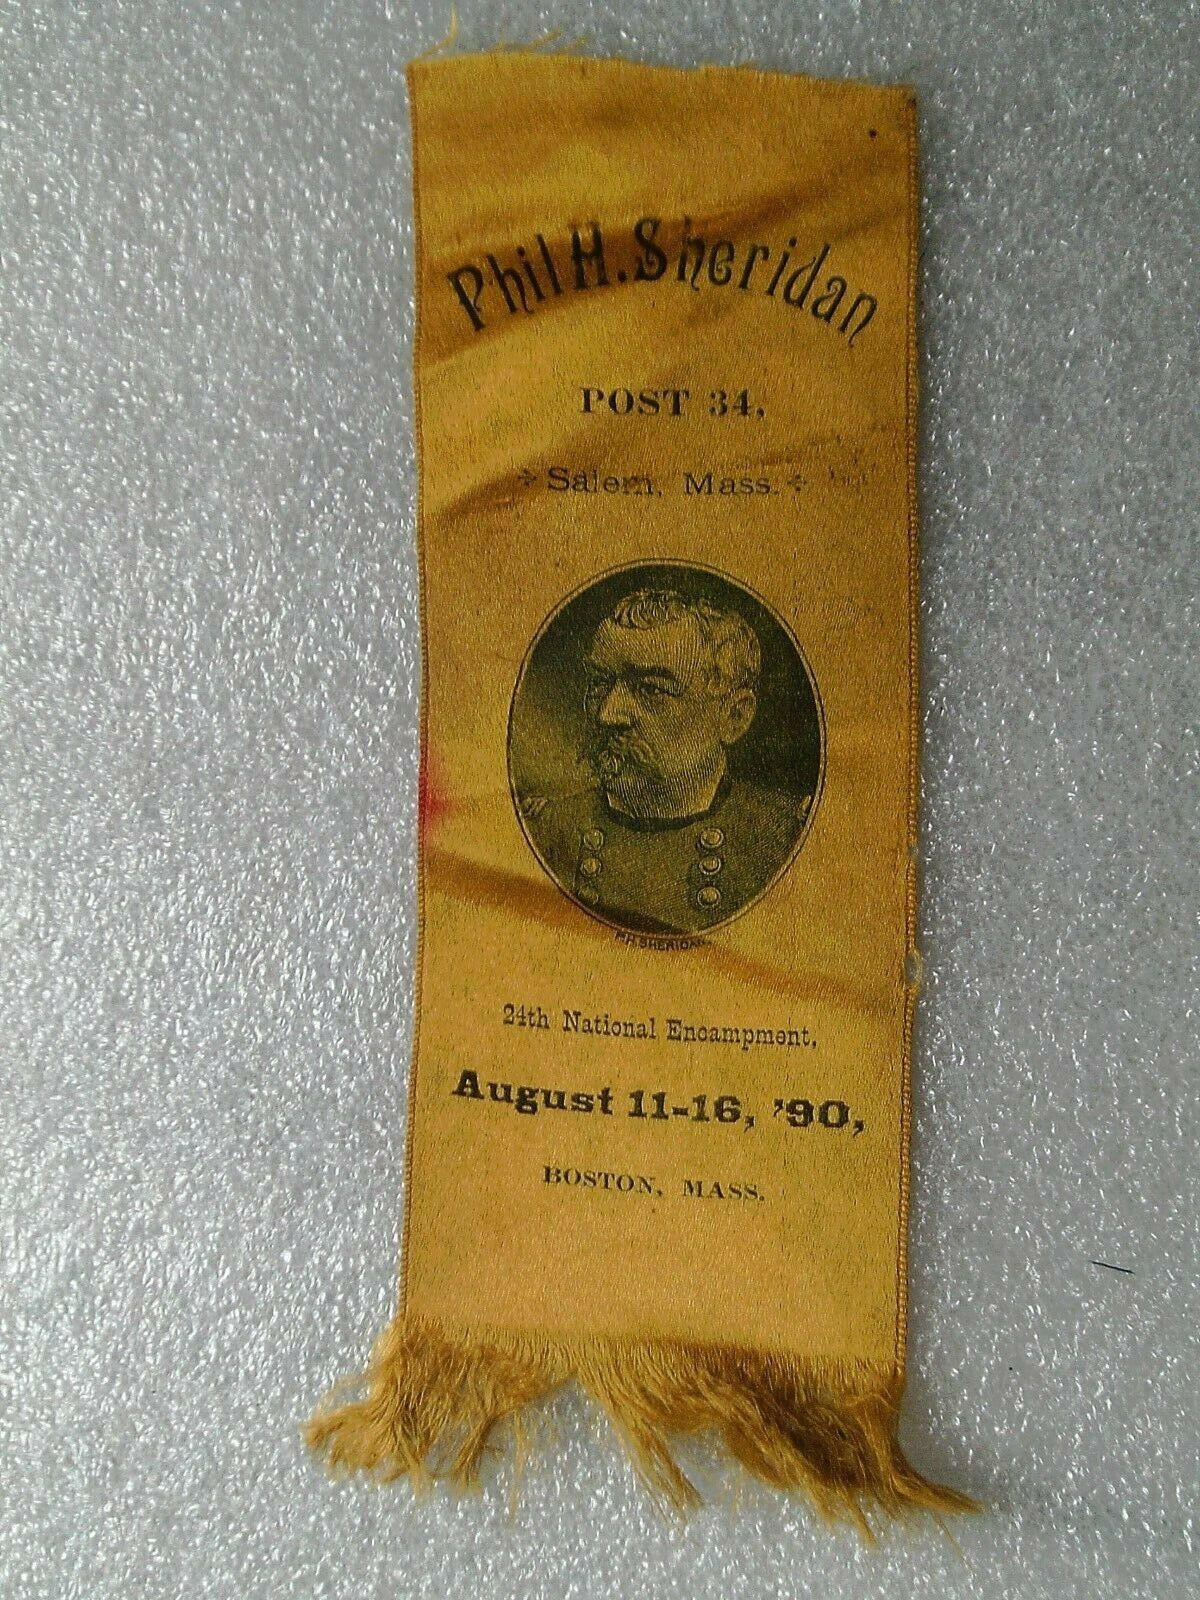 Phil H. Sheridan
POST 34,
Salem, Mass.
P.H. SHERIDAN.
24th National Encampment,
August 11-16, '90,
BOSTON, MASS.